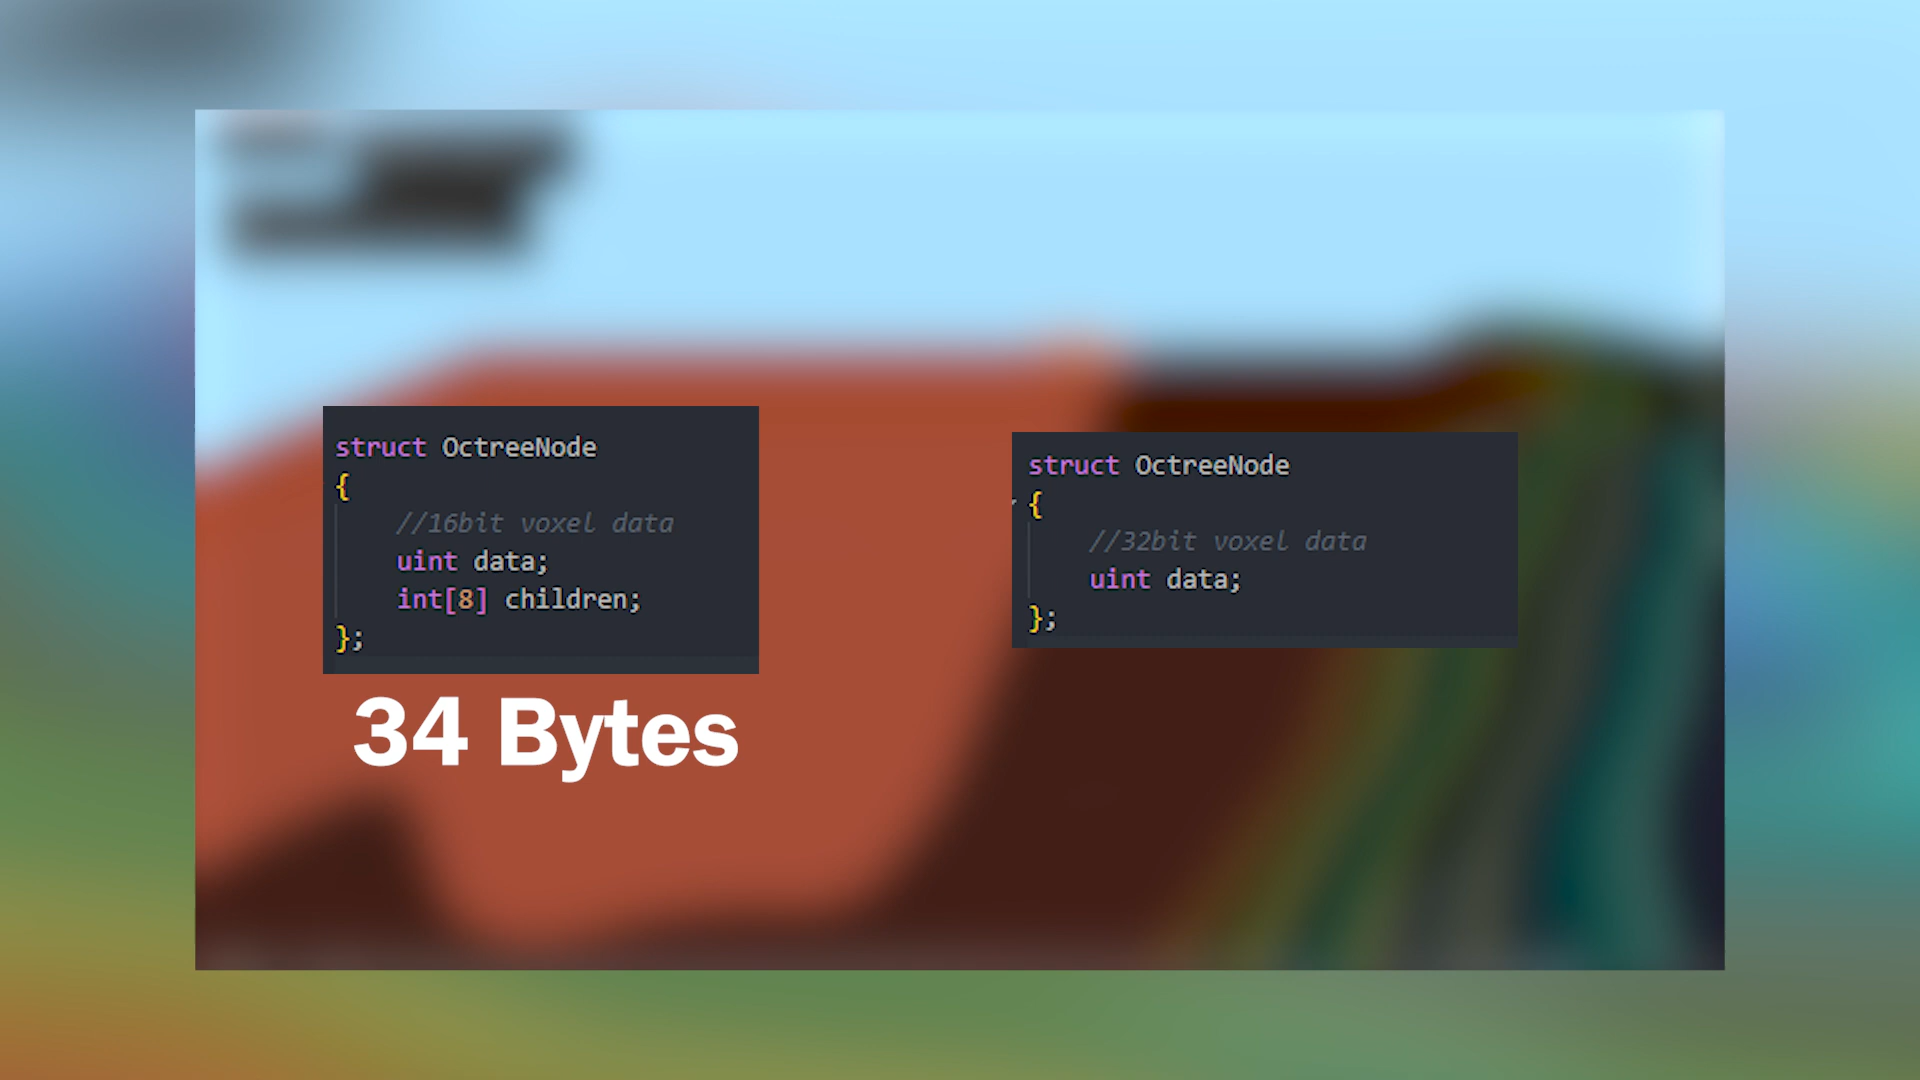 struct OctreeNode
{
//16bit voxel data
uint data;
int[8] children;
};
34 Bytes
struct OctreeNode
{
//32bit voxel data
uint data;
};